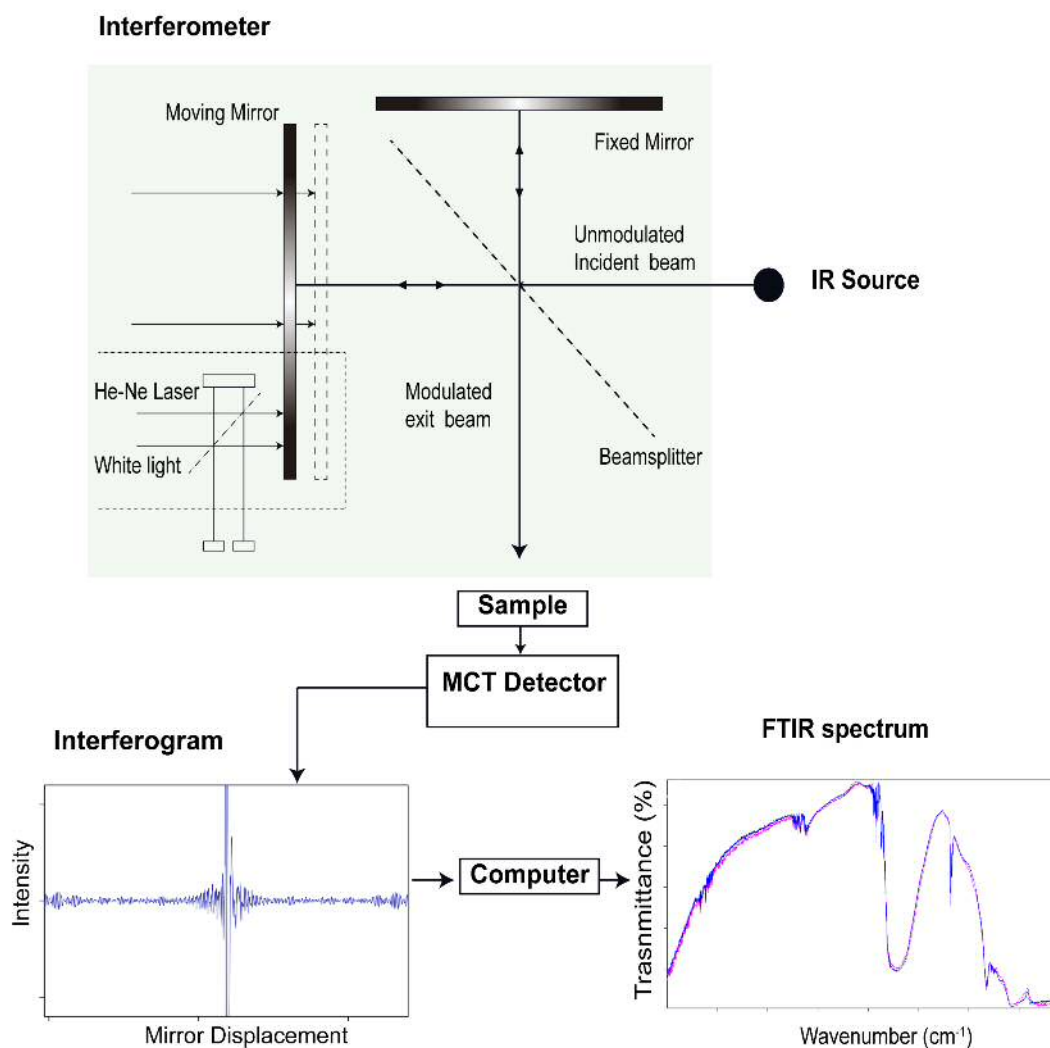 Interferometer
Moving Mirror
Fixed Mirror
Unmodulated
Incident beam
IR Source
He-Ne Laser
White light
Modulated
exit beam
Beamsplitter
Sample
MCT Detector
Interferogram
FTIR spectrum
Intensity
Mirror Displacement
Computer
Trasnmittance (%)
Wavenumber (cm⁻¹)